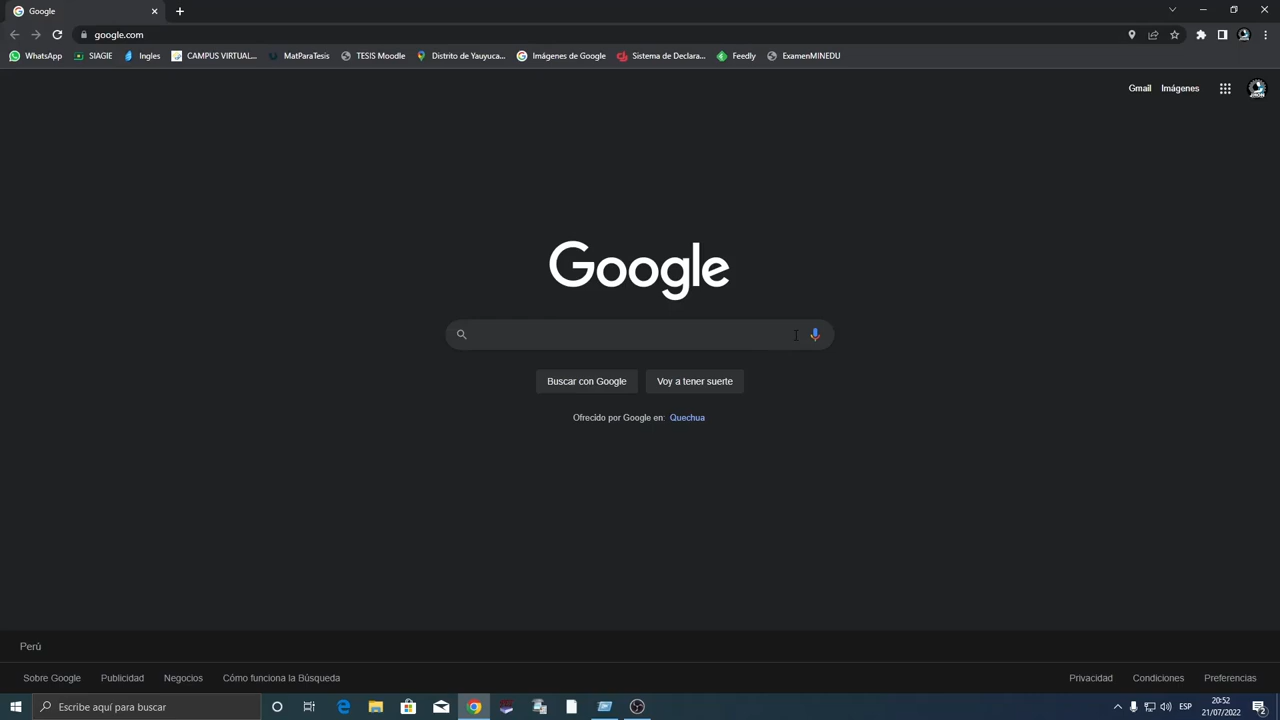 Google
google.com
WhatsApp SIAGIE Ingles CAMPUS VIRTUAL... MatParaTesis TESIS Moodle Distrito de Yauyuca... Imágenes de Google Sistema de Declara... Feedly ExamenMINEDU
Gmail Imágenes
Google
Buscar con Google Voy a tener suerte
Ofrecido por Google en: Quechua
Perú
Sobre Google Publicidad Negocios Cómo funciona la Búsqueda Privacidad Condiciones Preferencias
Escribe aquí para buscar
ESP
20:52
21/07/2022
2